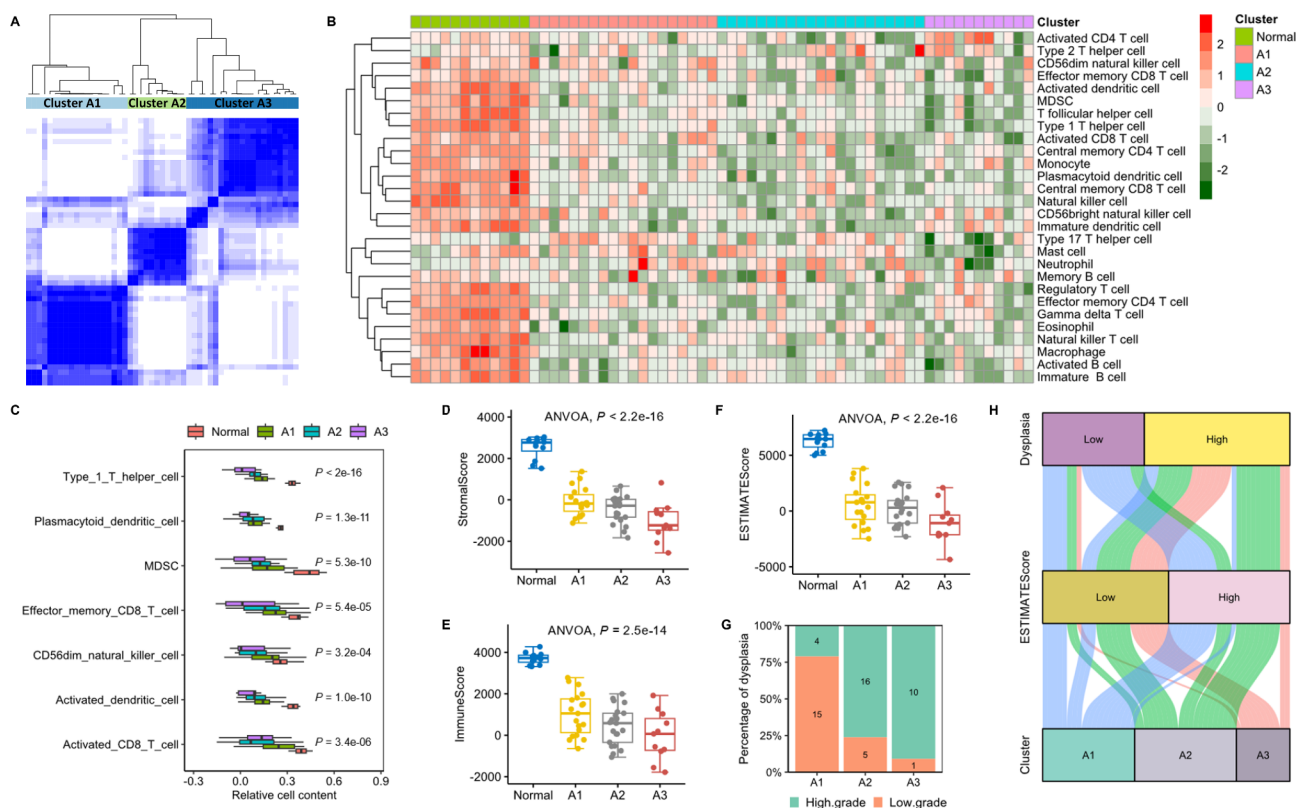 A
Cluster A1
Cluster A2
Cluster A3
B
Cluster
Activated CD4 T cell
Type 2 T helper cell
CD56dim natural killer cell
Effector memory CD8 T cell
Activated dendritic cell
MDSC
T follicular helper cell
Type 1 T helper cell
Activated CD8 T cell
Central memory CD4 T cell
Monocyte
Plasmacytoid dendritic cell
Central memory CD8 T cell
Natural killer cell
CD56bright natural killer cell
Immature dendritic cell
Type 17 T helper cell
Mast cell
Neutrophil
Memory B cell
Regulatory T cell
Effector memory CD4 T cell
Gamma delta T cell
Eosinophil
Natural killer T cell
Macrophage
Activated B cell
Immature B cell
2
1
0
-1
-2
Cluster
Normal
A1
A2
A3
C
Normal
A1
A2
A3
Type_1_T_helper_cell
P < 2e-16
Plasmacytoid_dendritic_cell
P = 1.3e-11
MDSC
P = 5.3e-10
Effector_memory_CD8_T_cell
P = 5.4e-05
CD56dim_natural_killer_cell
P = 3.2e-04
Activated_dendritic_cell
P = 1.0e-10
Activated_CD8_T_cell
P = 3.4e-06
-0.3
0.0
0.3
0.6
0.9
Relative cell content
D
ANVOA, P < 2.2e-16
StromalScore
4000
2000
0
-2000
Normal
A1
A2
A3
E
ANVOA, P = 2.5e-14
ImmuneScore
4000
2000
0
-2000
Normal
A1
A2
A3
F
ANVOA, P < 2.2e-16
ESTIMATEScore
5000
0
-5000
Normal
A1
A2
A3
G
Percentage of dysplasia
100%
75%
50%
25%
0%
4
15
16
5
10
1
A1
A2
A3
High.grade
Low.grade
H
Dysplasia
Low
High
ESTIMATEScore
Low
High
Cluster
A1
A2
A3